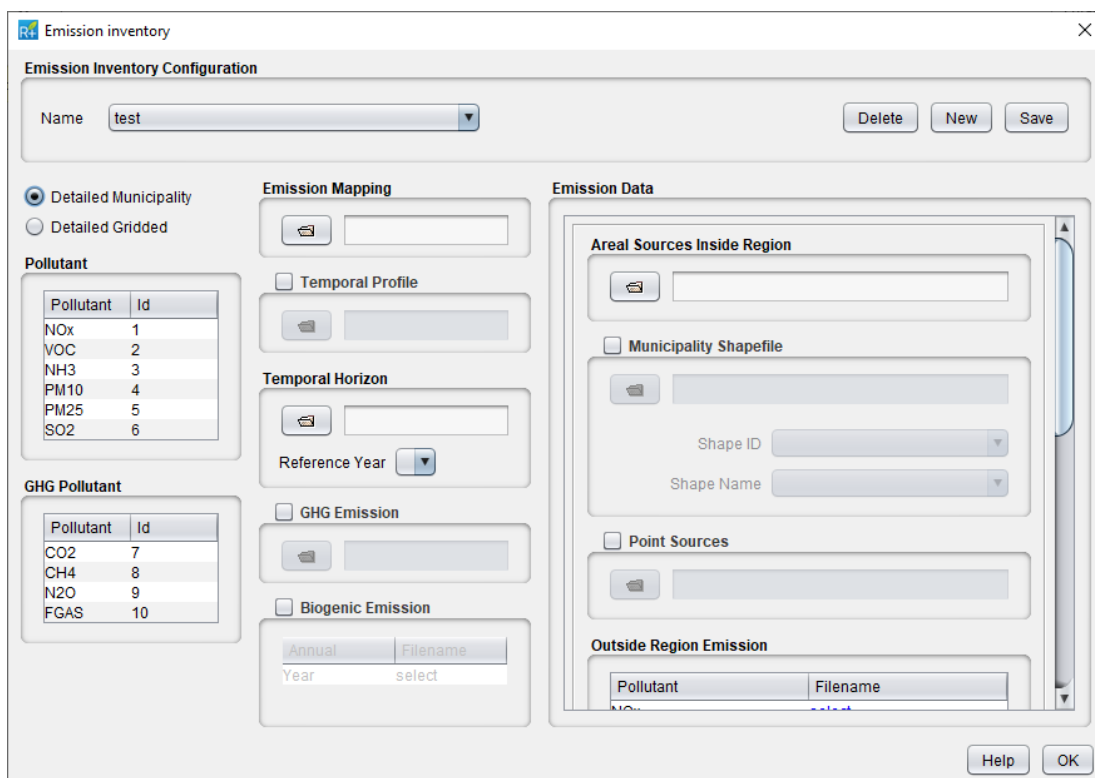 R+ Emission inventory
Emission Inventory Configuration
Name test Delete New Save
Detailed Municipality
Detailed Gridded
Pollutant
Pollutant Id
NOx 1
VOC 2
NH3 3
PM10 4
PM25 5
SO2 6
GHG Pollutant
Pollutant Id
CO2 7
CH4 8
N2O 9
FGAS 10
Emission Mapping
Temporal Profile
Temporal Horizon
Reference Year
GHG Emission
Biogenic Emission
Annual Filename
Year select
Emission Data
Areal Sources Inside Region
Municipality Shapefile
Shape ID
Shape Name
Point Sources
Outside Region Emission
Pollutant Filename
NOx select
Help OK